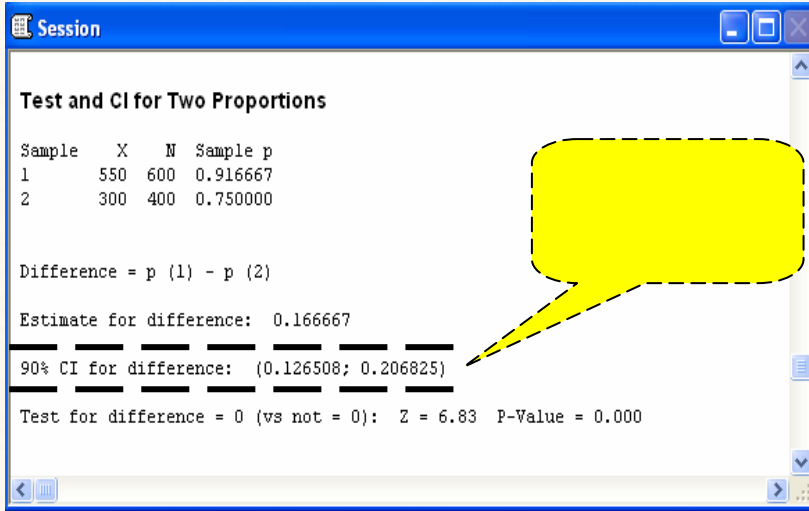 Session
Test and CI for Two Proportions
Sample X N Sample p
1 550 600 0.916667
2 300 400 0.750000
Difference = p (1) - p (2)
Estimate for difference: 0.166667
90% CI for difference: (0.126508; 0.206825)
Test for difference = 0 (vs not = 0): Z = 6.83 P-Value = 0.000